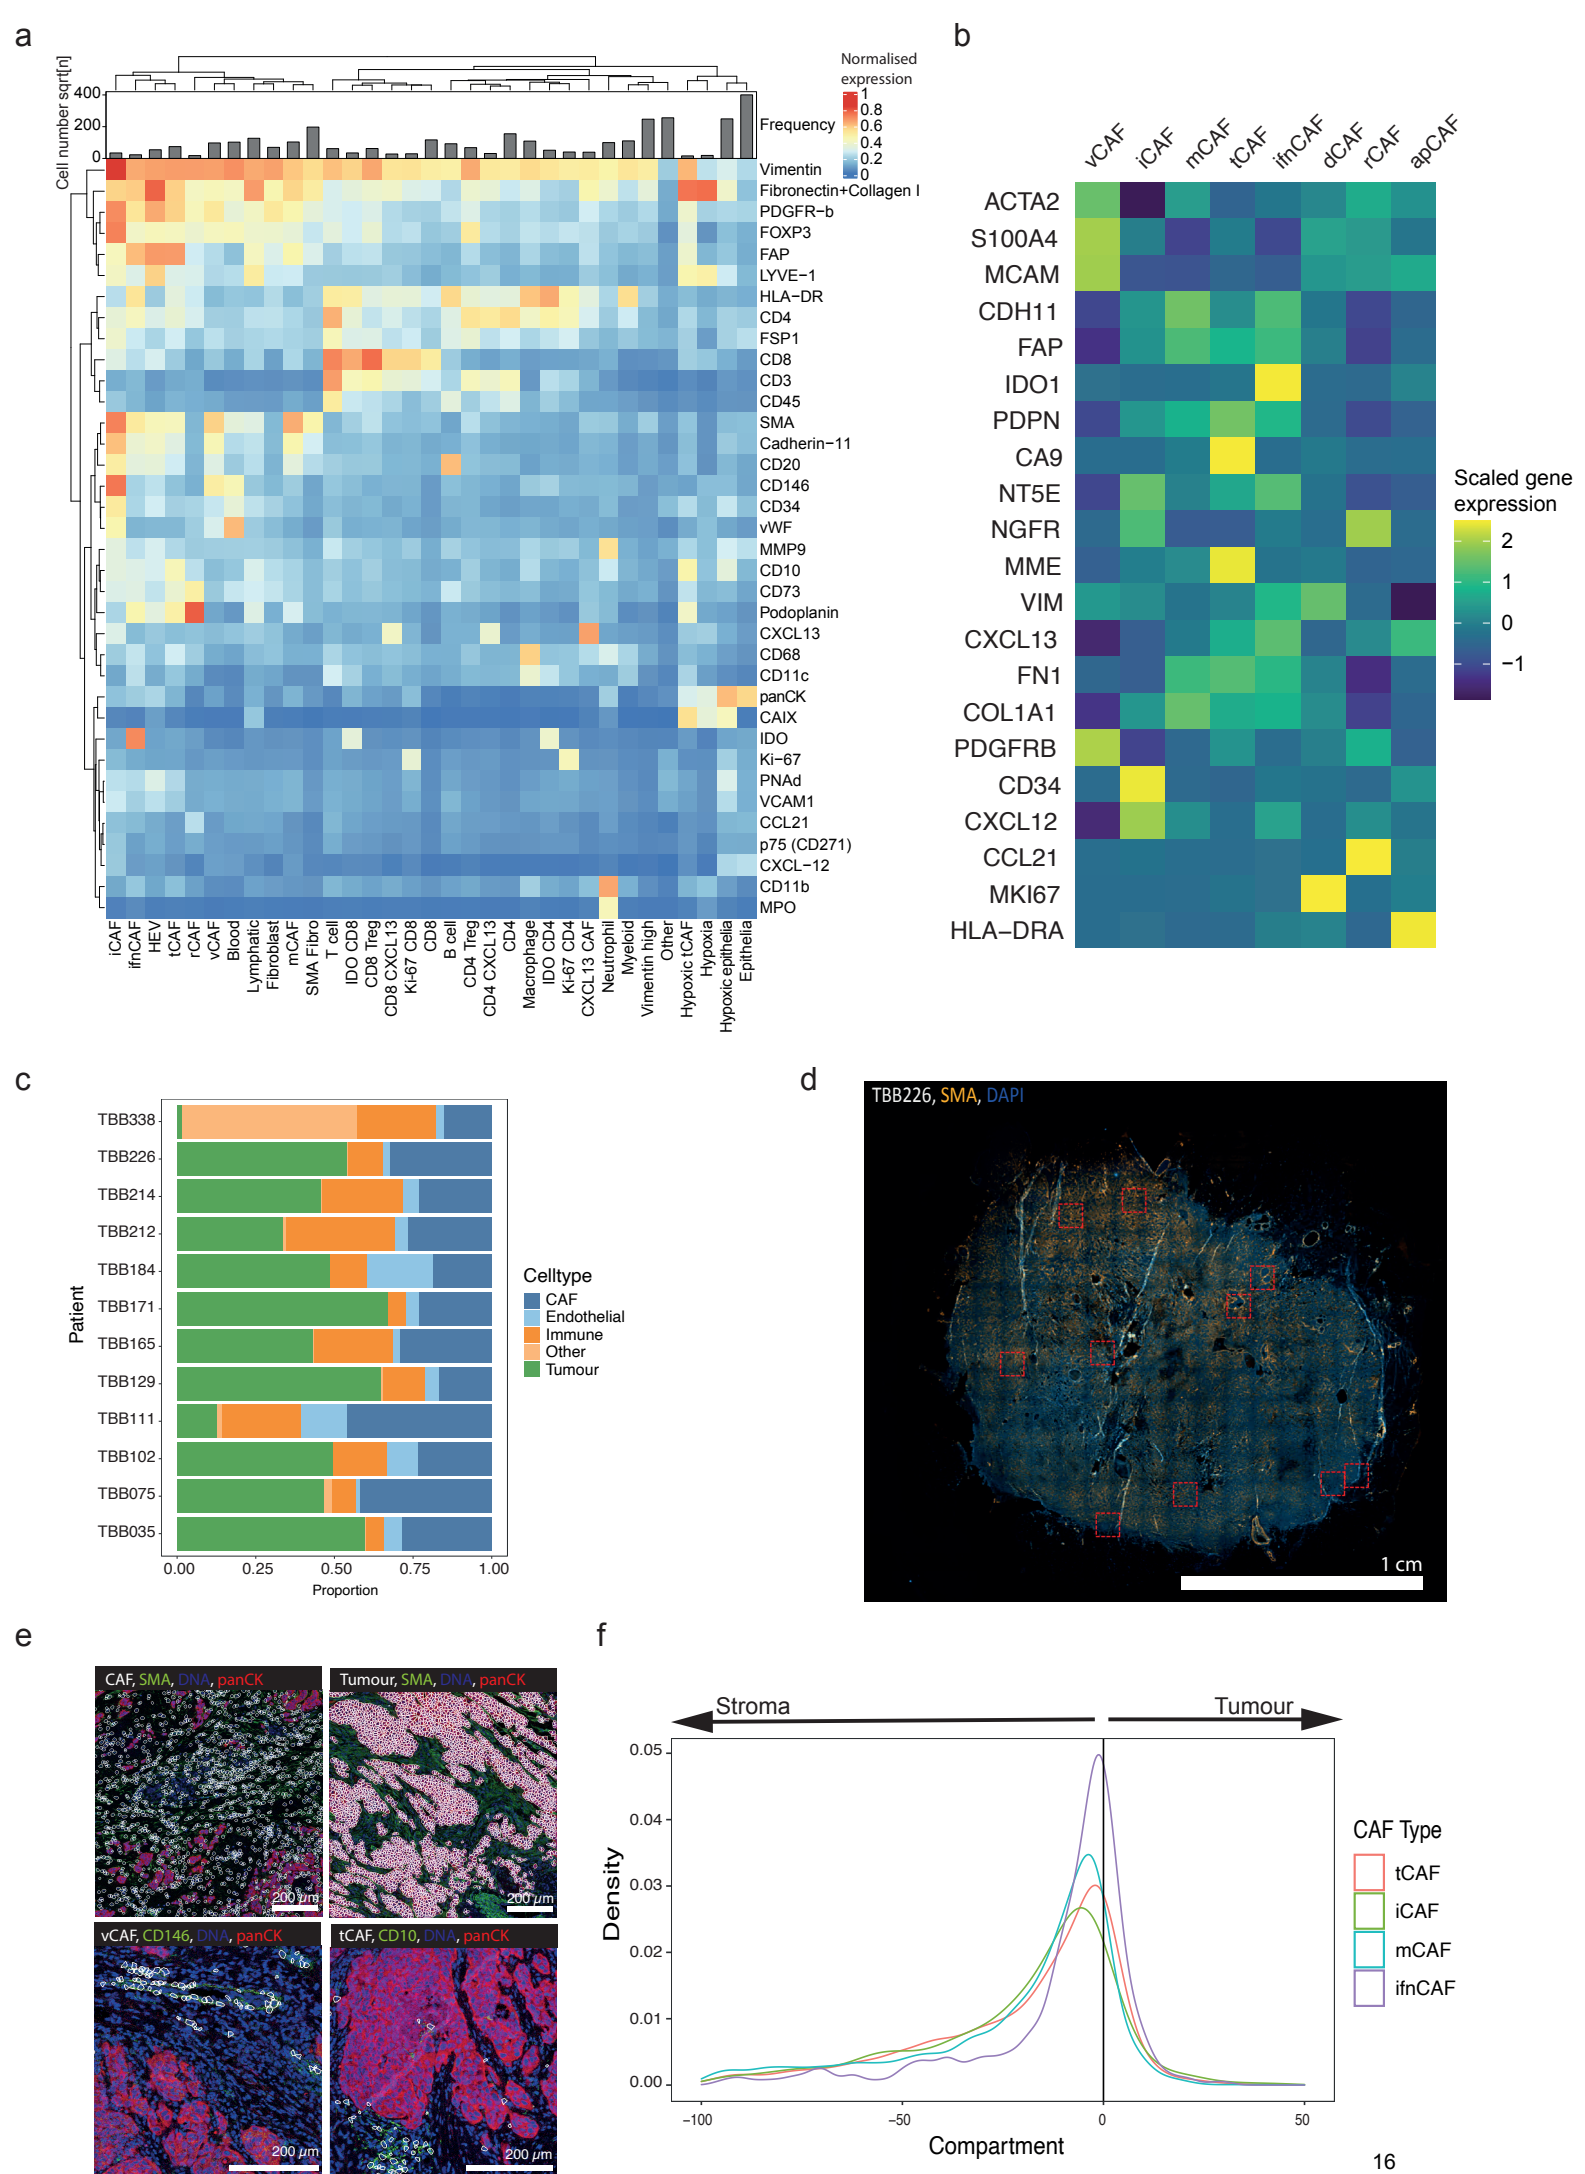 a
Cell number sqrt[n]
400
200
0
Frequency
Normalised
expression
1
0.8
0.6
0.4
0.2
0
Vimentin
Fibronectin+Collagen I
PDGFR−b
FOXP3
FAP
LYVE−1
HLA−DR
CD4
FSP1
CD8
CD3
CD45
SMA
Cadherin−11
CD20
CD146
CD34
vWF
MMP9
CD10
CD73
Podoplanin
CXCL13
CD68
CD11c
panCK
CAIX
IDO
Ki−67
PNAd
VCAM1
CCL21
p75 (CD271)
CXCL−12
CD11b
MPO
iCAF
ifnCAF
HEV
tCAF
rCAF
vCAF
Blood
Lymphatic
Fibroblast
mCAF
SMA Fibro
T cell
IDO CD8
CD8 Treg
CD8 CXCL13
Ki-67 CD8
CD8
B cell
CD4 Treg
CD4 CXCL13
CD4
Macrophage
IDO CD4
Ki-67 CD4
CXCL13 CAF
Neutrophil
Myeloid
Vimentin high
Other
Hypoxic tCAF
Hypoxia
Hypoxic epithelia
Epithelia
b
vCAF
iCAF
mCAF
tCAF
ifnCAF
dCAF
rCAF
apCAF
ACTA2
S100A4
MCAM
CDH11
FAP
IDO1
PDPN
CA9
NT5E
NGFR
MME
VIM
CXCL13
FN1
COL1A1
PDGFRB
CD34
CXCL12
CCL21
MKI67
HLA−DRA
Scaled gene
expression
2
1
0
−1
c
Patient
TBB338
TBB226
TBB214
TBB212
TBB184
TBB171
TBB165
TBB129
TBB111
TBB102
TBB075
TBB035
0.00 0.25 0.50 0.75 1.00
Proportion
Celltype
CAF
Endothelial
Immune
Other
Tumour
d
TBB226, SMA, DAPI
1 cm
e
CAF, SMA, DNA, panCK
200 µm
Tumour, SMA, DNA, panCK
200 µm
vCAF, CD146, DNA, panCK
200 µm
tCAF, CD10, DNA, panCK
200 µm
f
Stroma
Tumour
Density
0.05
0.04
0.03
0.02
0.01
0.00
−100 −50 0 50
Compartment
CAF Type
tCAF
iCAF
mCAF
ifnCAF
16